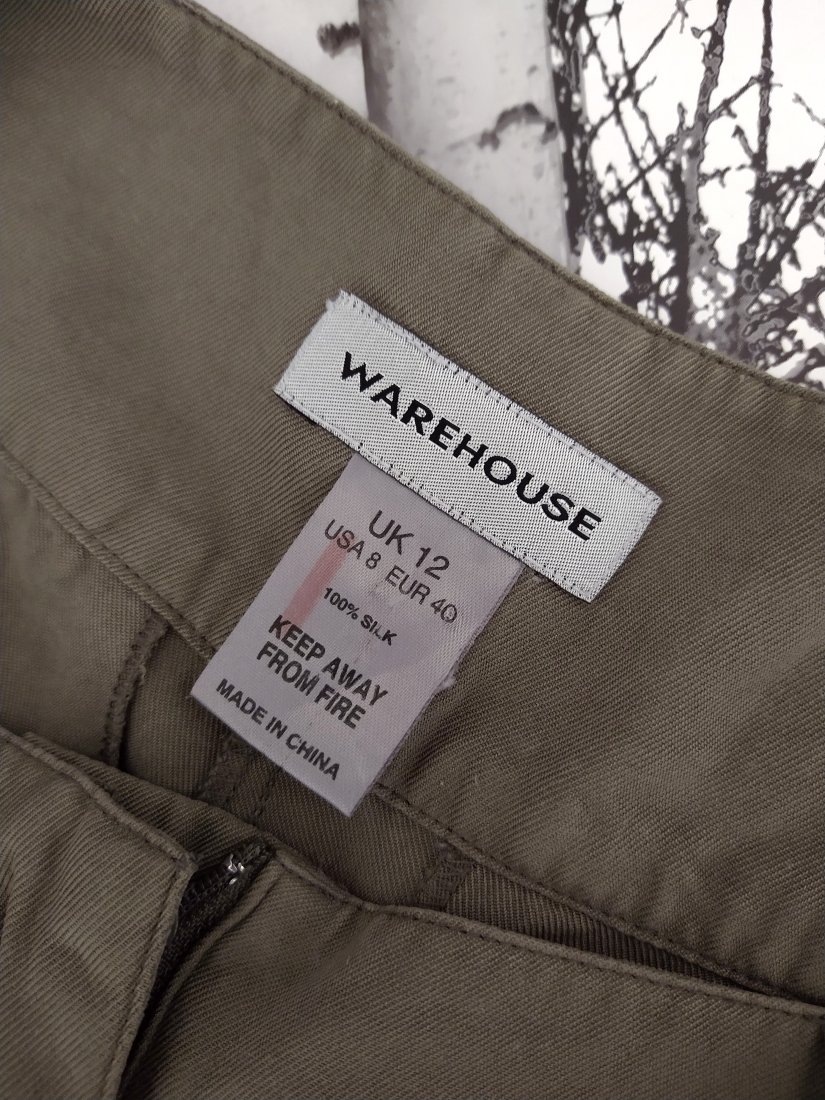 WAREHOUSE
UK 12
USA 8 EUR 40
100% SILK
KEEP AWAY
FROM FIRE
MADE IN CHINA